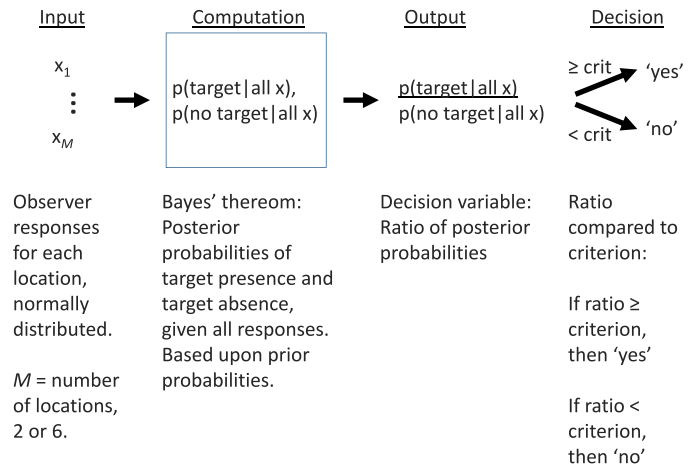 Input
Computation
Output
Decision
x1
⋮
xM
p(target|all x),
p(no target|all x)
p(target|all x)
p(no target|all x)
≥ crit
‘yes’
< crit
‘no’
Observer
responses
for each
location,
normally
distributed.
M = number
of locations,
2 or 6.
Bayes’ thereom:
Posterior
probabilities of
target presence and
target absence,
given all responses.
Based upon prior
probabilities.
Decision variable:
Ratio of posterior
probabilities
Ratio
compared to
criterion:
If ratio ≥
criterion,
then ‘yes’
If ratio <
criterion,
then ‘no’